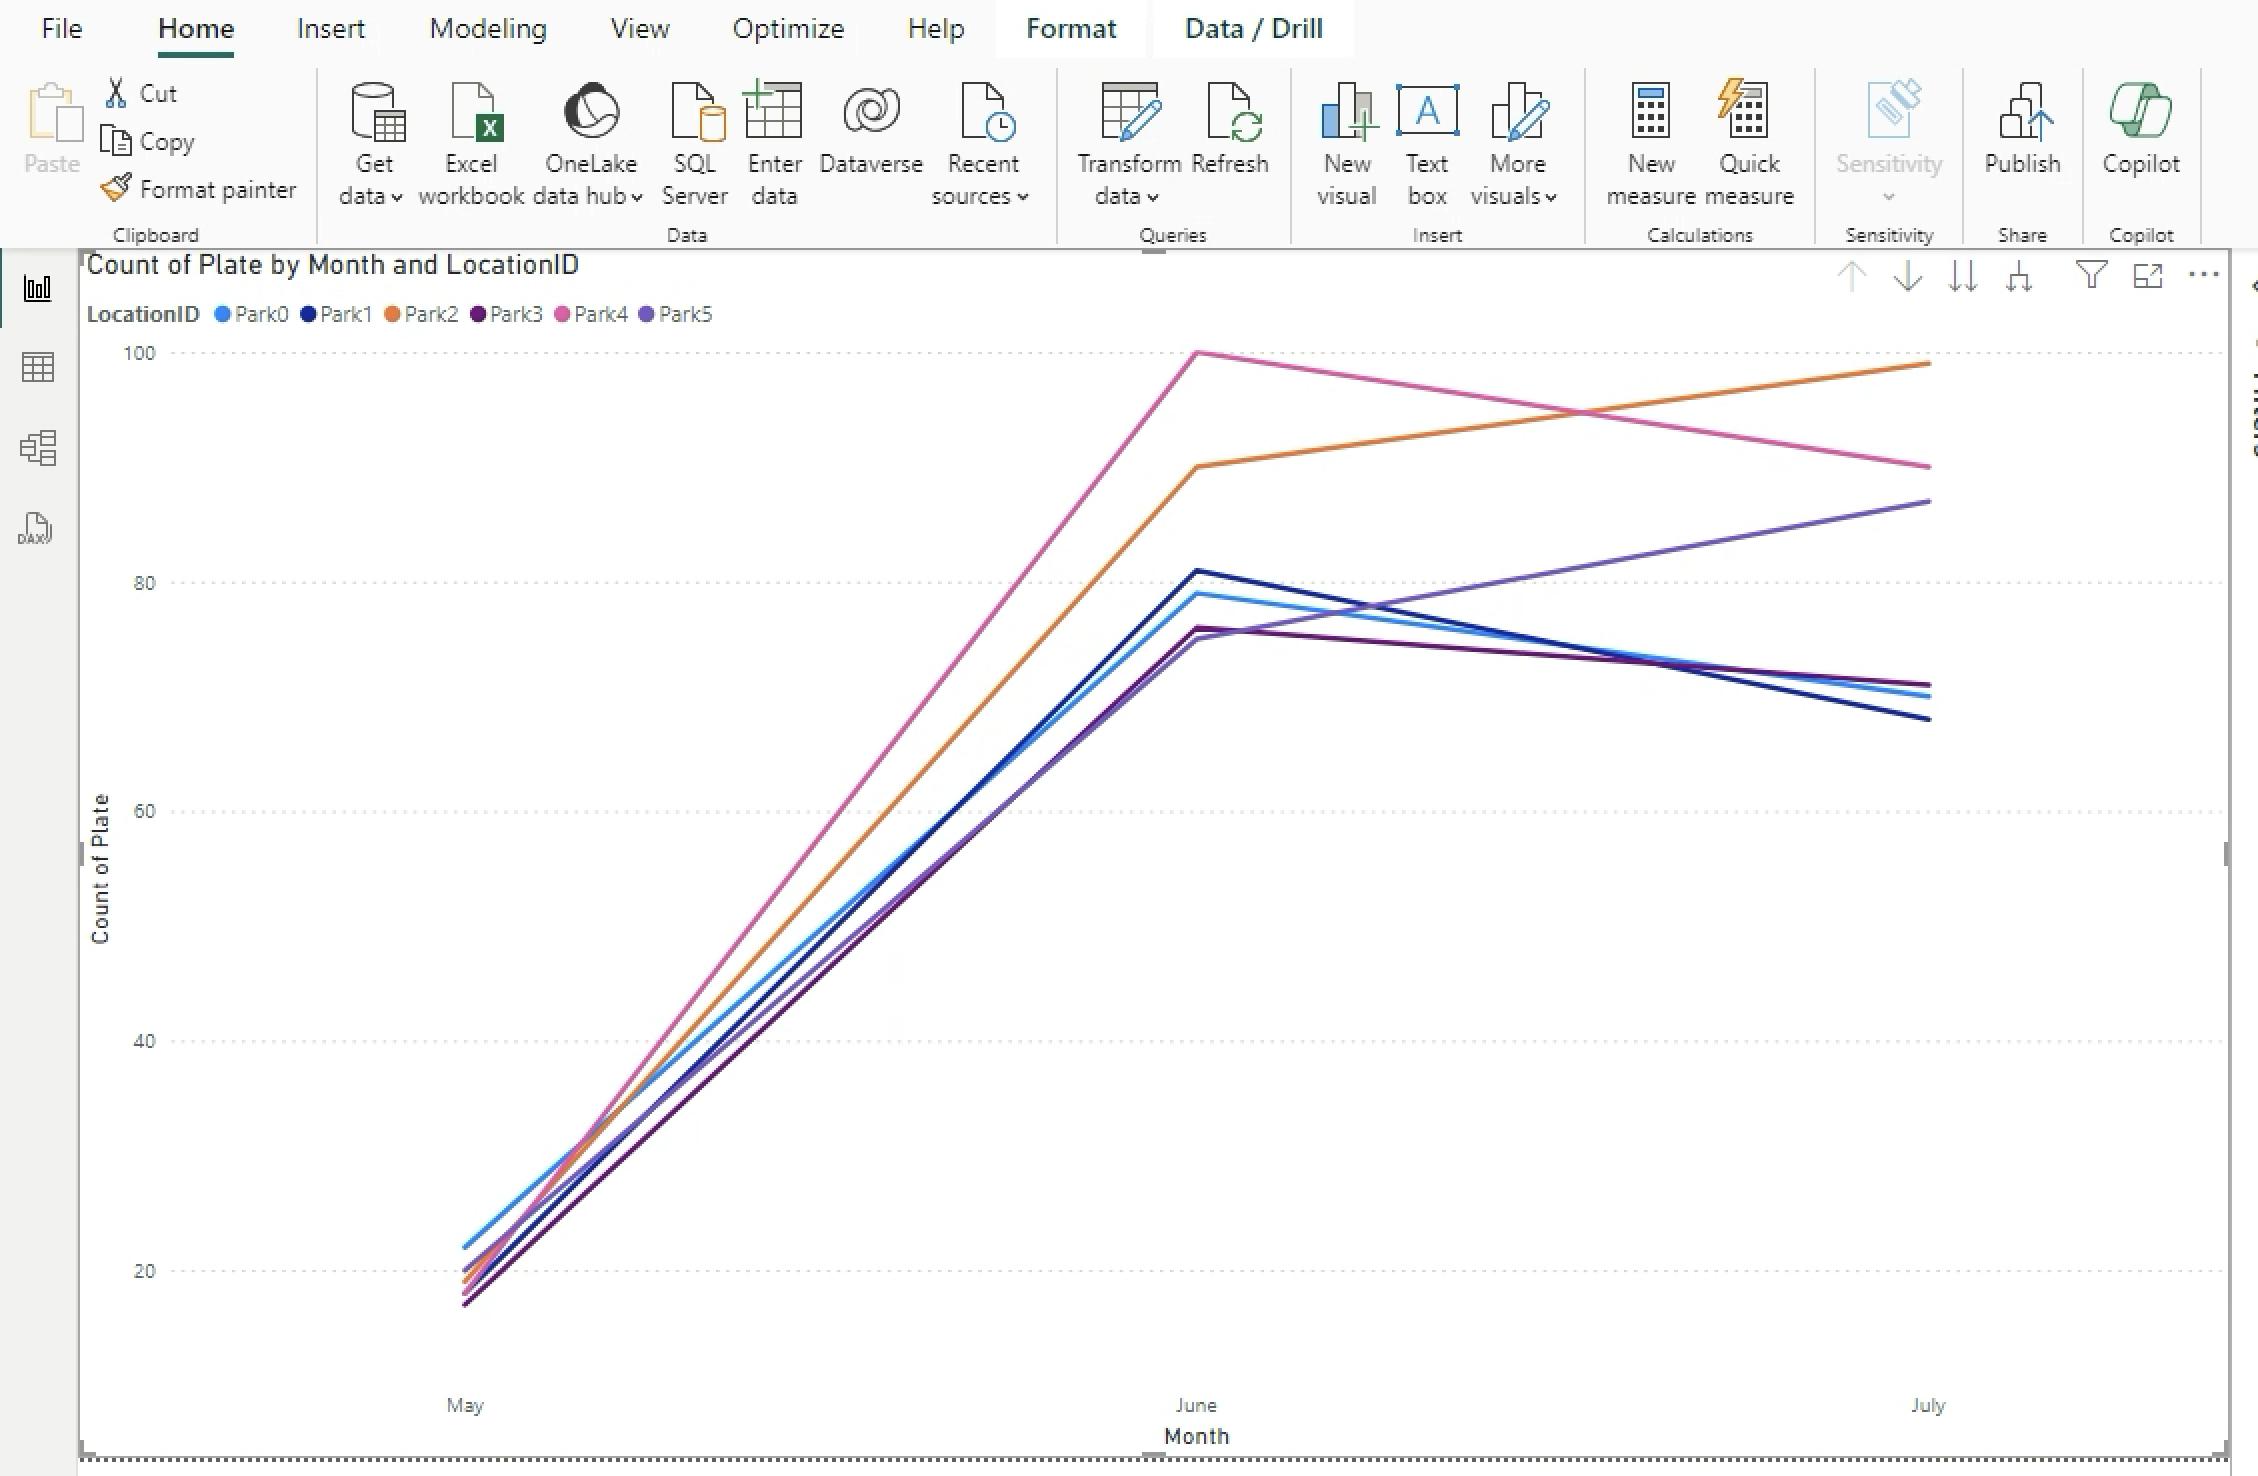 File Home Insert Modeling View Optimize Help Format Data / Drill
Paste
Cut
Copy
Format painter
Get data
Excel workbook
OneLake data hub
SQL Server
Enter data
Dataverse
Recent sources
Transform data
Refresh
New visual
Text box
More visuals
New measure
Quick measure
Sensitivity
Publish
Copilot
Clipboard Data Queries Insert Calculations Sensitivity Share Copilot
Count of Plate by Month and LocationID
LocationID Park0 Park1 Park2 Park3 Park4 Park5
100
80
60
40
20
Count of Plate
May June July
Month
DAX